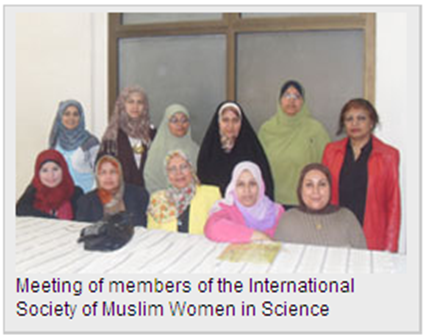 Meeting of members of the International
Society of Muslim Women in Science